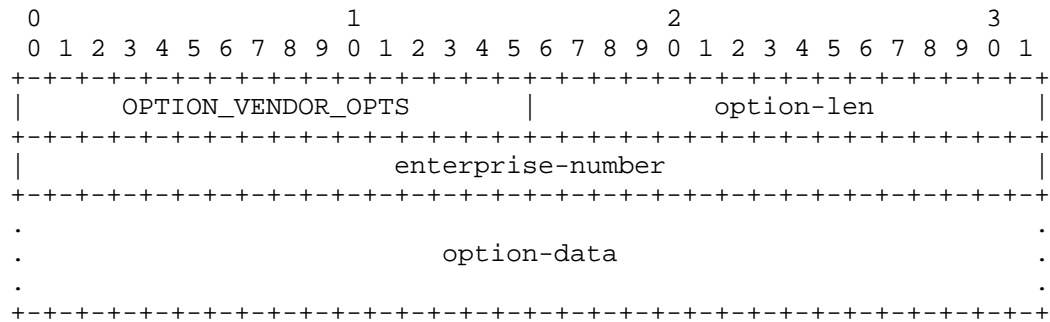 0                   1                   2                   3
 0 1 2 3 4 5 6 7 8 9 0 1 2 3 4 5 6 7 8 9 0 1 2 3 4 5 6 7 8 9 0 1
+-+-+-+-+-+-+-+-+-+-+-+-+-+-+-+-+-+-+-+-+-+-+-+-+-+-+-+-+-+-+-+-+
|      OPTION_VENDOR_OPTS       |           option-len          |
+-+-+-+-+-+-+-+-+-+-+-+-+-+-+-+-+-+-+-+-+-+-+-+-+-+-+-+-+-+-+-+-+
|                       enterprise-number                       |
+-+-+-+-+-+-+-+-+-+-+-+-+-+-+-+-+-+-+-+-+-+-+-+-+-+-+-+-+-+-+-+-+
.                                                               .
.                          option-data                          .
.                                                               .
+-+-+-+-+-+-+-+-+-+-+-+-+-+-+-+-+-+-+-+-+-+-+-+-+-+-+-+-+-+-+-+-+